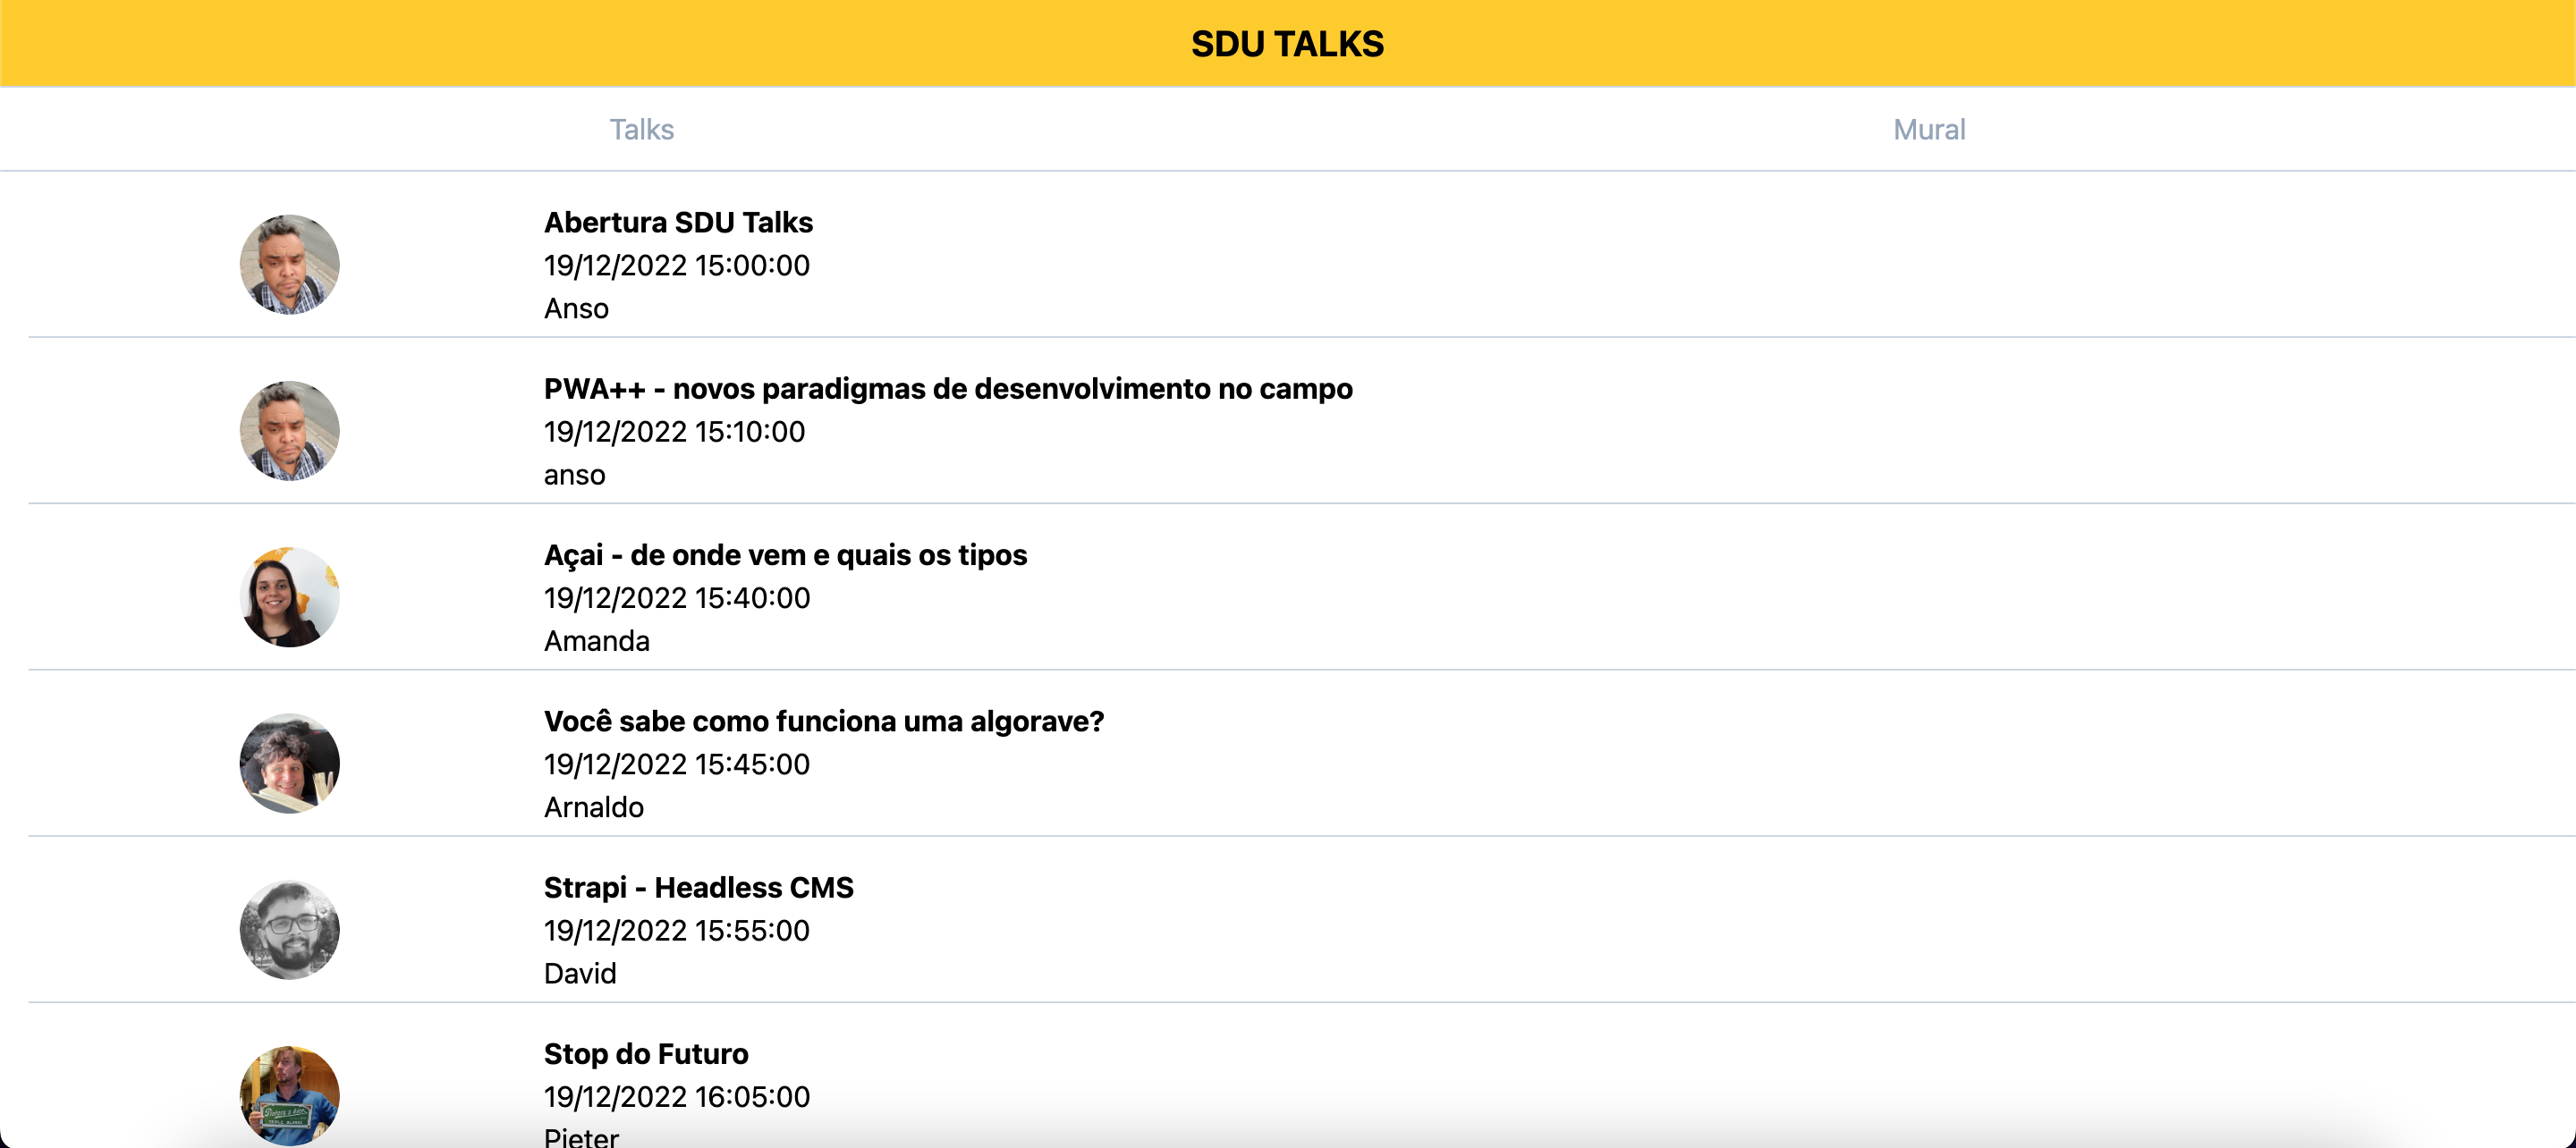 SDU TALKS
Talks
Mural
Abertura SDU Talks
19/12/2022 15:00:00
Anso
PWA++ - novos paradigmas de desenvolvimento no campo
19/12/2022 15:10:00
anso
Açai - de onde vem e quais os tipos
19/12/2022 15:40:00
Amanda
Você sabe como funciona uma algorave?
19/12/2022 15:45:00
Arnaldo
Strapi - Headless CMS
19/12/2022 15:55:00
David
Stop do Futuro
19/12/2022 16:05:00
Pieter